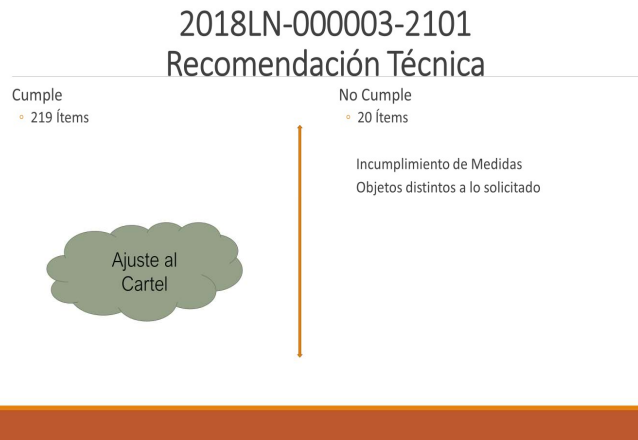 2018LN-000003-2101
Recomendación Técnica
Cumple
◦ 219 Ítems
Ajuste al
Cartel
No Cumple
◦ 20 Ítems
Incumplimiento de Medidas
Objetos distintos a lo solicitado